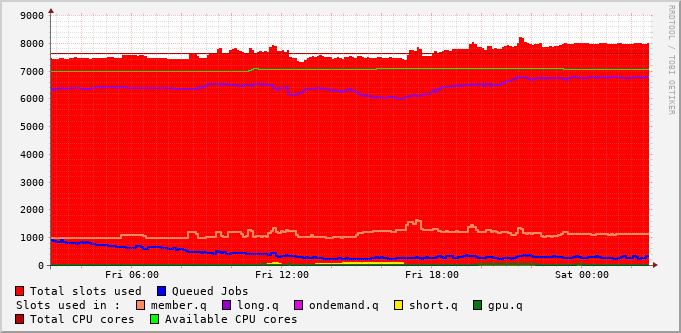 9000
8000
7000
6000
5000
4000
3000
2000
1000
0
Fri 06:00 Fri 12:00 Fri 18:00 Sat 00:00
RRDTOOL / TOBI OETIKER
Total slots used Queued Jobs
Slots used in : member.q long.q ondemand.q short.q gpu.q
Total CPU cores Available CPU cores